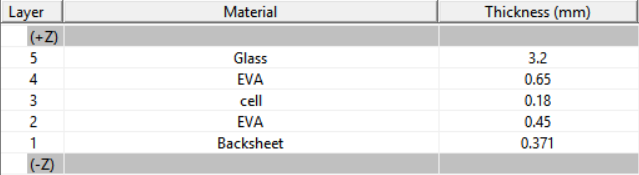 Layer Material Thickness (mm)
(+Z)
5 Glass 3.2
4 EVA 0.65
3 cell 0.18
2 EVA 0.45
1 Backsheet 0.371
(-Z)